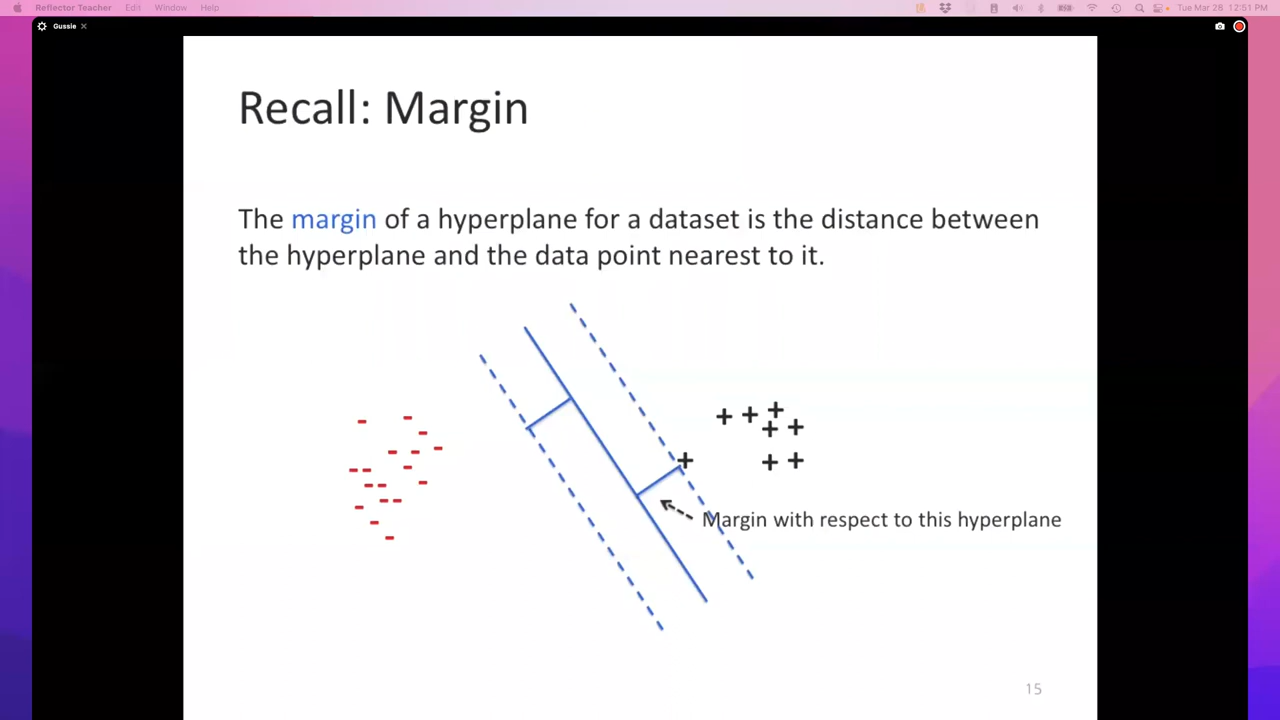 Reflector Teacher Edit Window Help Tue Mar 28 12:51 PM
Gussie
Recall: Margin
The margin of a hyperplane for a dataset is the distance between
the hyperplane and the data point nearest to it.
Margin with respect to this hyperplane
15